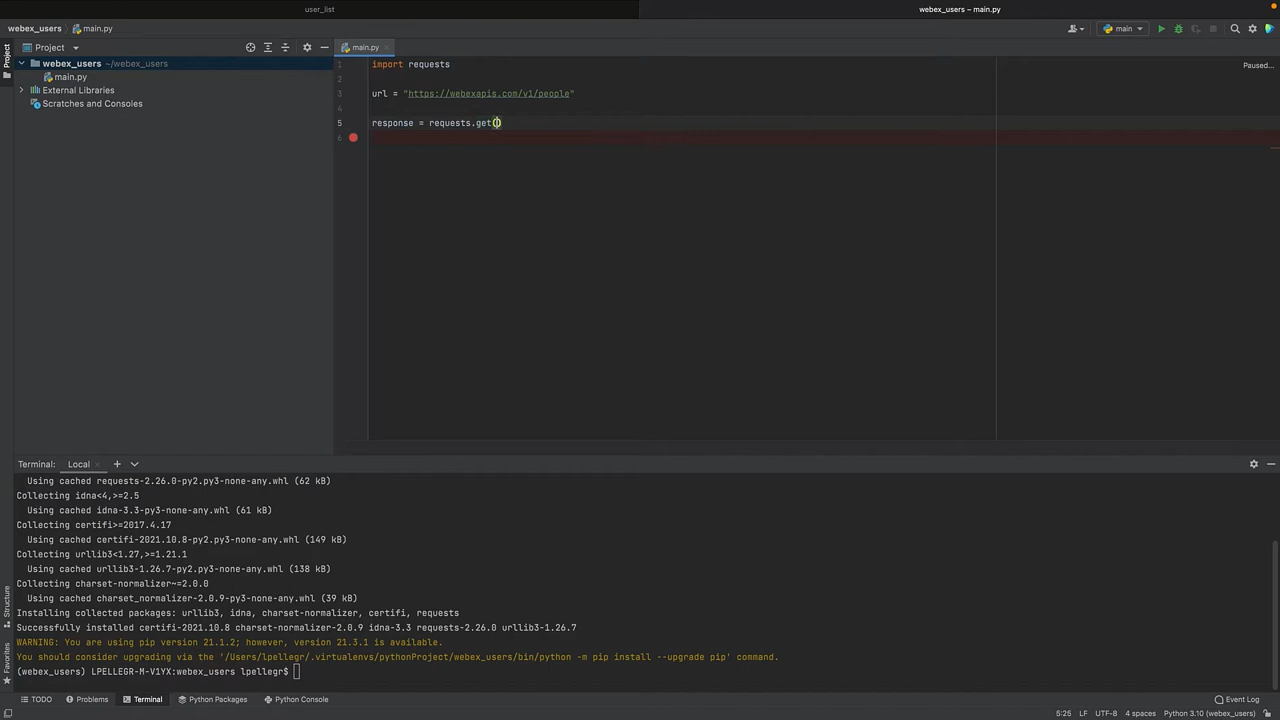 user_list
webex_users – main.py
webex_users
main.py
main
Project
main.py
Paused...
webex_users ~/webex_users
main.py
External Libraries
Scratches and Consoles
Project
1 import requests
2
3 url = "https://webexapis.com/v1/people"
4
5 response = requests.get()
6
Terminal: Local
Using cached requests-2.26.0-py2.py3-none-any.whl (62 kB)
Collecting idna<4,>=2.5
Using cached idna-3.3-py3-none-any.whl (61 kB)
Collecting certifi>=2017.4.17
Using cached certifi-2021.10.8-py2.py3-none-any.whl (149 kB)
Collecting urllib3<1.27,>=1.21.1
Using cached urllib3-1.26.7-py2.py3-none-any.whl (138 kB)
Collecting charset-normalizer~=2.0.0
Using cached charset_normalizer-2.0.9-py3-none-any.whl (39 kB)
Installing collected packages: urllib3, idna, charset-normalizer, certifi, requests
Successfully installed certifi-2021.10.8 charset-normalizer-2.0.9 idna-3.3 requests-2.26.0 urllib3-1.26.7
WARNING: You are using pip version 21.1.2; however, version 21.3.1 is available.
You should consider upgrading via the '/Users/lpellegr/.virtualenvs/pythonProject/webex_users/bin/python -m pip install --upgrade pip' command.
(webex_users) LPELLEGR-M-V1YX:webex_users lpellegr$
Structure
Favorites
TODO
Problems
Terminal
Python Packages
Python Console
Event Log
5:25 LF UTF-8 4 spaces Python 3.10 (webex_users)